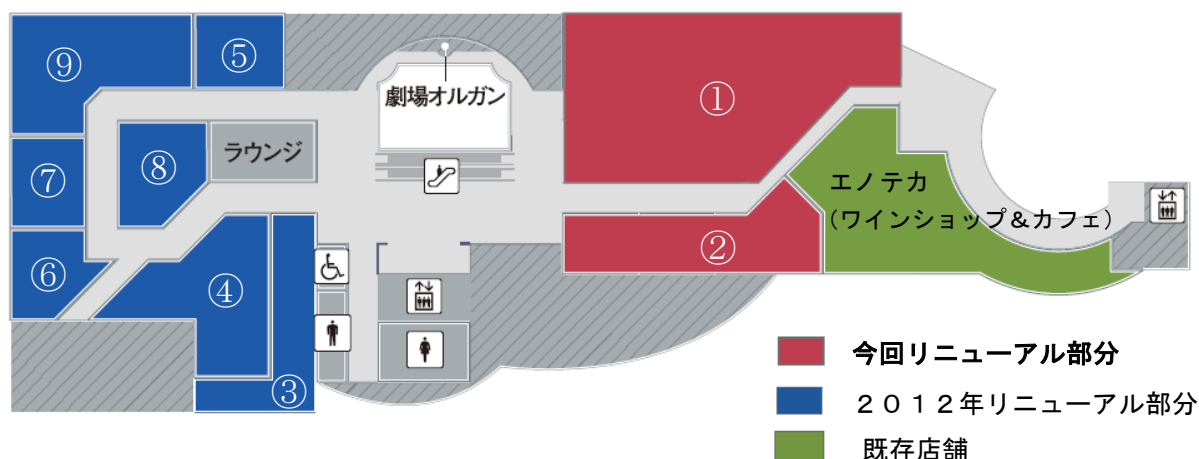 ⑨
⑤
①
劇場オルガン
⑦
⑧
ラウンジ
エノテカ
（ワインショップ＆カフェ）
②
⑥
④
③
今回リニューアル部分
２０１２年リニューアル部分
既存店舗